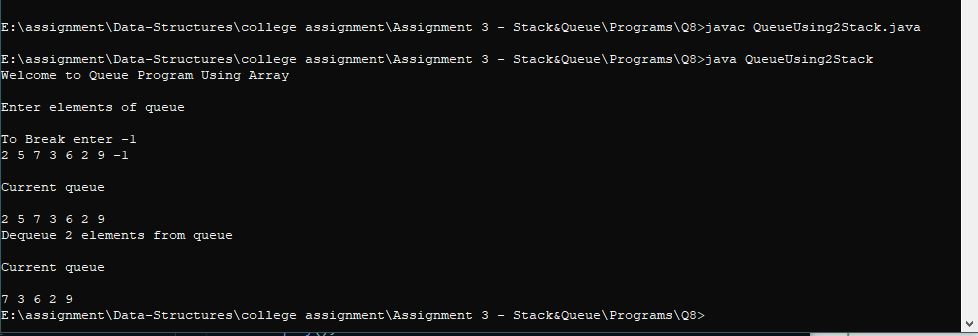 E:\assignment\Data-Structures\college assignment\Assignment 3 - Stack&Queue\Programs\Q8>javac QueueUsing2Stack.java
E:\assignment\Data-Structures\college assignment\Assignment 3 - Stack&Queue\Programs\Q8>java QueueUsing2Stack
Welcome to Queue Program Using Array
Enter elements of queue
To Break enter -1
2 5 7 3 6 2 9 -1
Current queue
2 5 7 3 6 2 9
Dequeue 2 elements from queue
Current queue
7 3 6 2 9
E:\assignment\Data-Structures\college assignment\Assignment 3 - Stack&Queue\Programs\Q8>